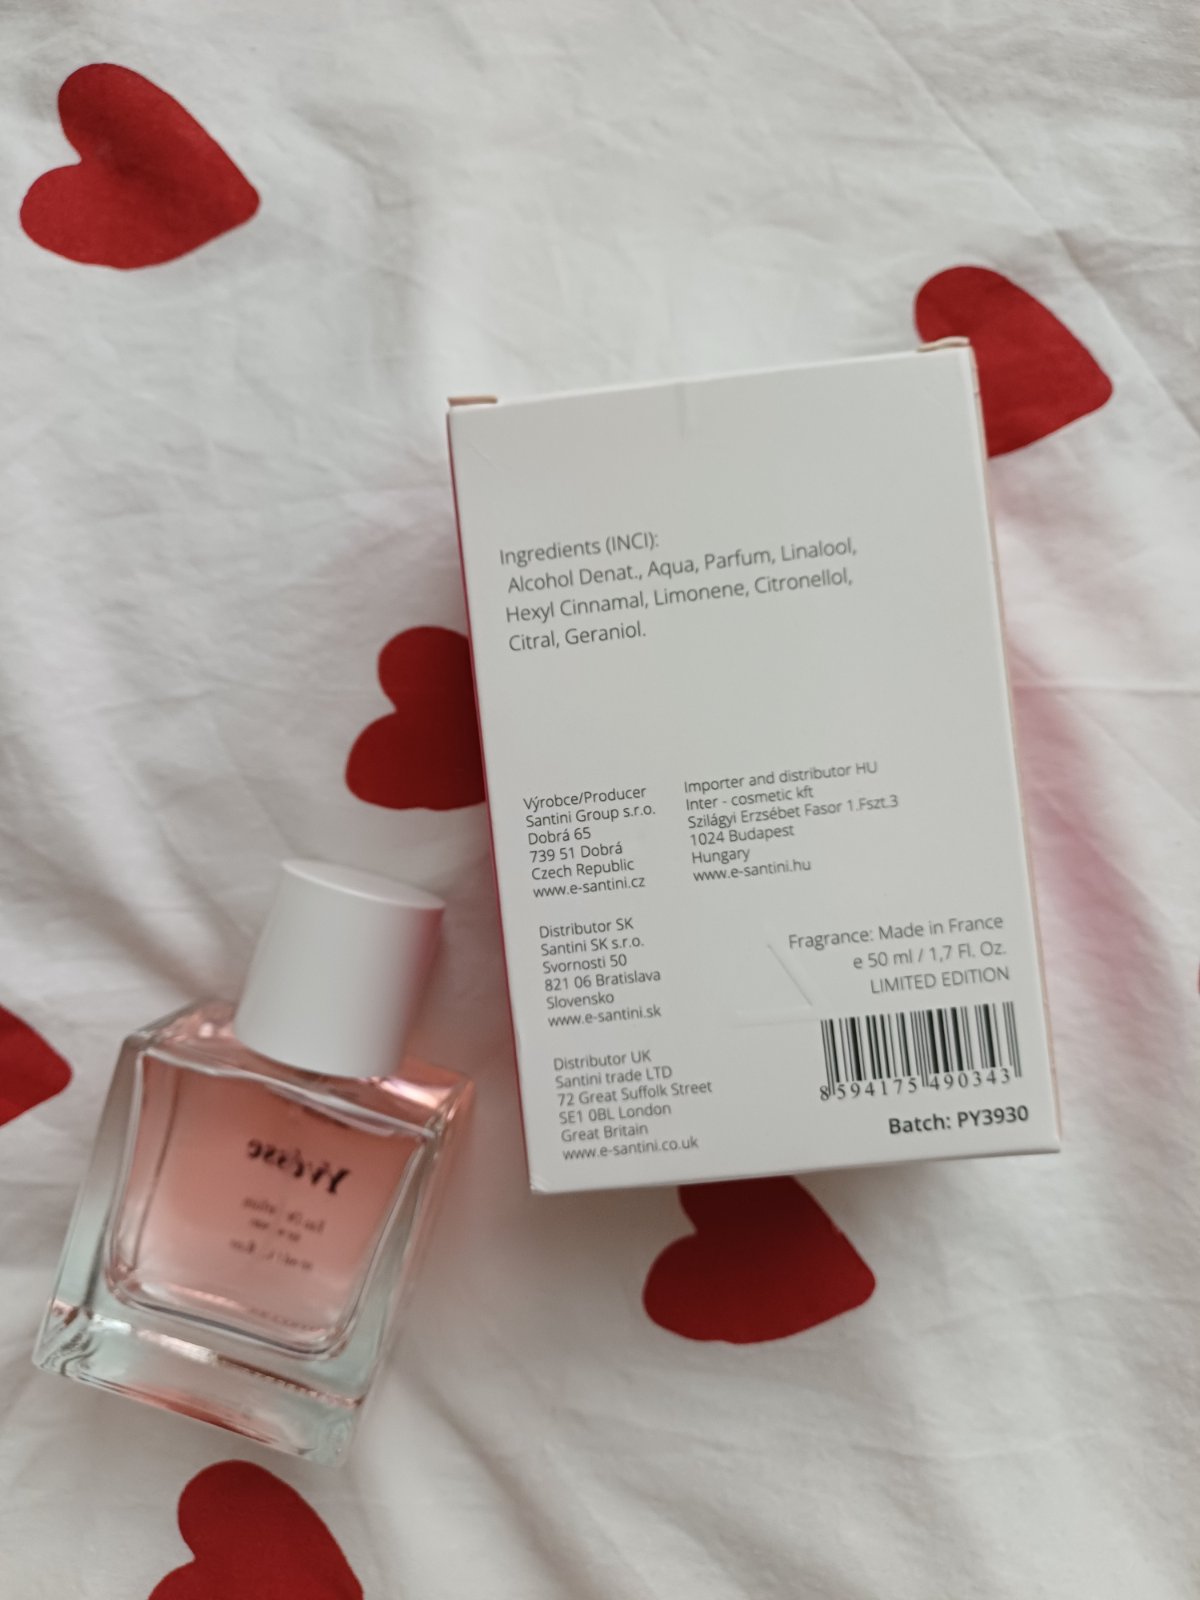 Ingredients (INCI):
Alcohol Denat., Aqua, Parfum, Linalool,
Hexyl Cinnamal, Limonene, Citronellol,
Citral, Geraniol.
Výrobce/Producer
Santini Group s.r.o.
Dobrá 65
739 51 Dobrá
Czech Republic
www.e-santini.cz
Importer and distributor HU
Inter - cosmetic kft
Szilágyi Erzsébet Fasor 1.Fszt.3
1024 Budapest
Hungary
www.e-santini.hu
Distributor SK
Santini SK s.r.o.
Svornosti 50
821 06 Bratislava
Slovensko
www.e-santini.sk
Distributor UK
Santini trade LTD
72 Great Suffolk Street
SE1 0BL London
Great Britain
www.e-santini.co.uk
Fragrance: Made in France
e 50 ml / 1,7 Fl. Oz.
LIMITED EDITION
8594175490343
Batch: PY3930